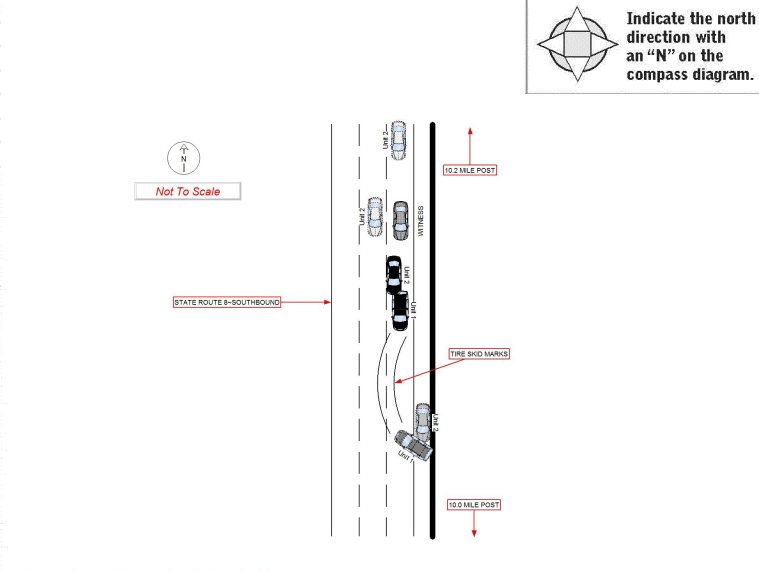 Indicate the north
direction with
an “N” on the
compass diagram.
Unit 2
N
10.2 MILE POST
Not To Scale
Unit 2
WITNESS
Unit 2
STATE ROUTE 8~SOUTHBOUND
Unit 1
TIRE SKID MARKS
Unit 2
Unit 1
10.0 MILE POST